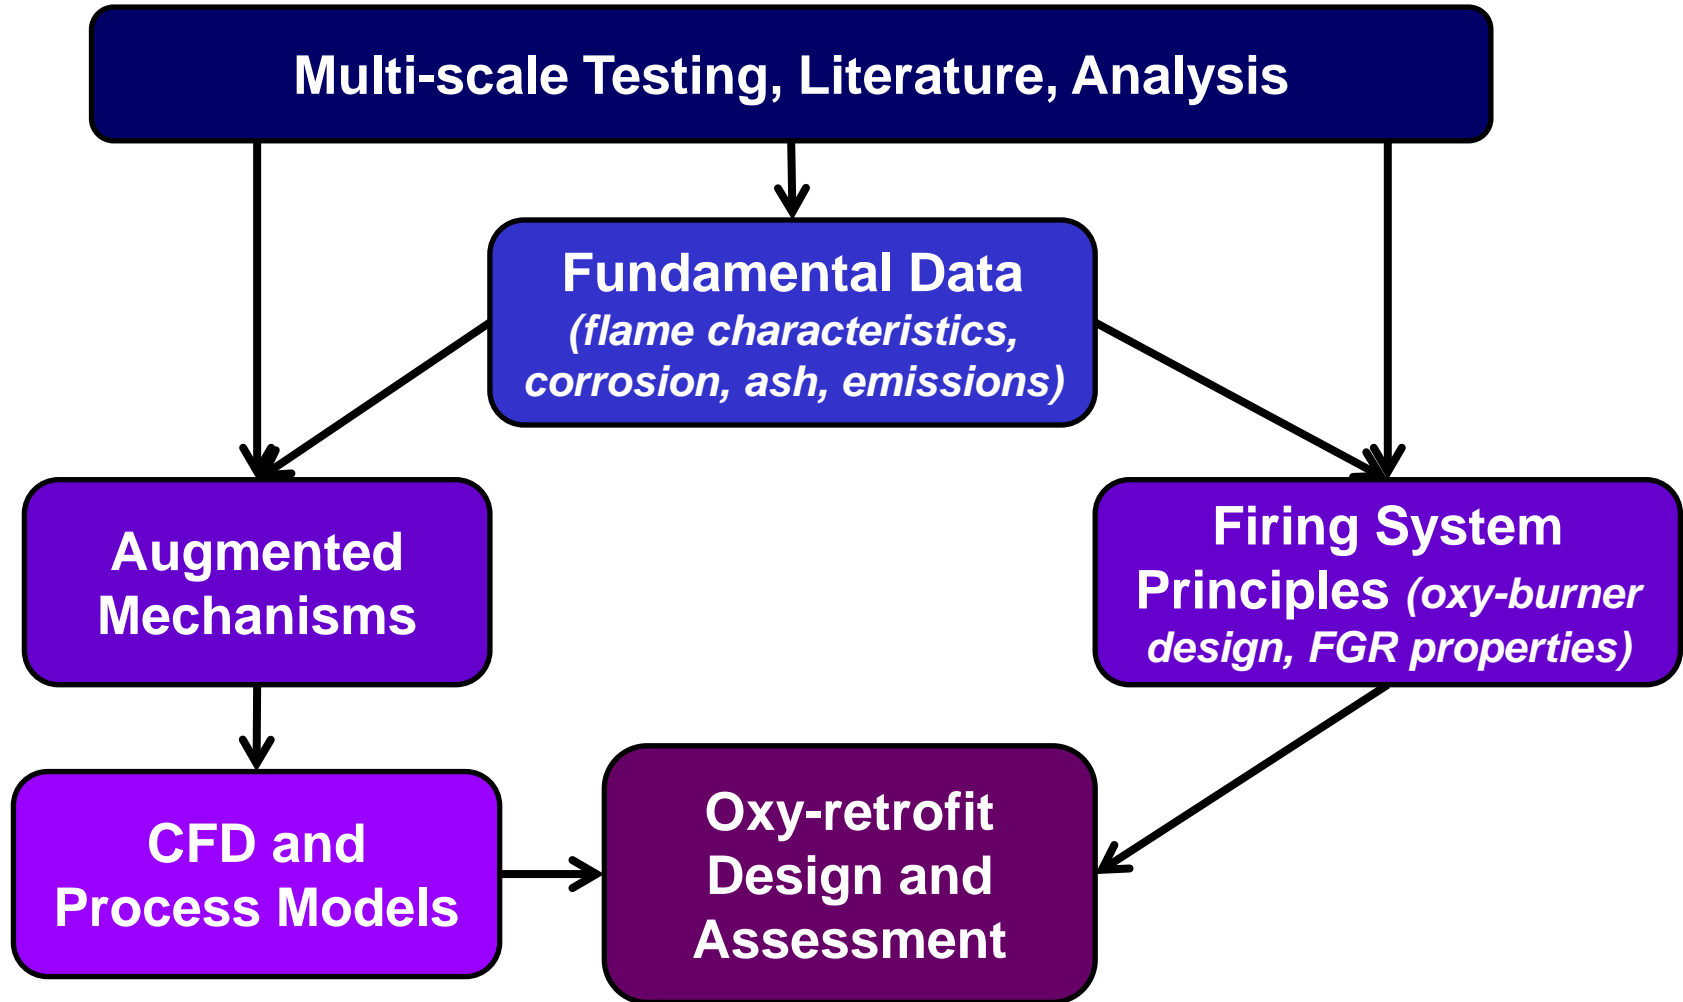 Multi-scale Testing, Literature, Analysis
Fundamental Data
(flame characteristics,
corrosion, ash, emissions)
Augmented
Mechanisms
Firing System
Principles (oxy-burner
design, FGR properties)
CFD and
Process Models
Oxy-retrofit
Design and
Assessment